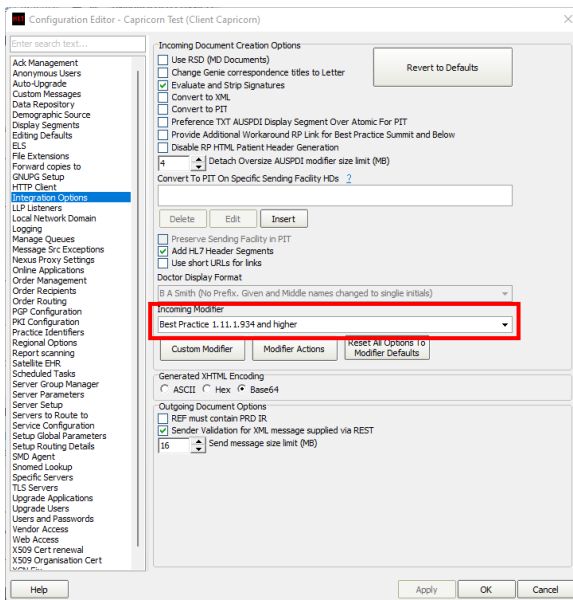 HL7 Configuration Editor - Capricorn Test (Client Capricorn)
Enter search text...
Ack Management
Anonymous Users
Auto-Upgrade
Custom Messages
Data Repository
Demographic Source
Display Segments
Editing Defaults
ELS
File Extensions
Forward copies to
GNUPG Setup
HTTP Client
Integration Options
LLP Listeners
Local Network Domain
Logging
Manage Queues
Message Src Exceptions
Nexus Proxy Settings
Online Applications
Order Management
Order Recipients
Order Routing
PGP Configuration
PKI Configuration
Practice Identifiers
Regional Options
Report scanning
Satellite EHR
Scheduled Tasks
Server Group Manager
Server Parameters
Server Setup
Servers to Route to
Service Configuration
Setup Global Parameters
Setup Routing Details
SMD Agent
Snomed Lookup
Specific Servers
TLS Servers
Upgrade Applications
Upgrade Users
Users and Passwords
Vendor Access
Web Access
X509 Cert renewal
X509 Organisation Cert
Incoming Document Creation Options
Use RSD (MD Documents)
Change Genie correspondence titles to Letter
Revert to Defaults
Evaluate and Strip Signatures
Convert to XML
Convert to PIT
Preference TXT AUSPDI Display Segment Over Atomic For PIT
Provide Additional Workaround RP Link for Best Practice Summit and Below
Disable RP HTML Patient Header Generation
4 Detach Oversize AUSPDI modifier size limit (MB)
Convert To PIT On Specific Sending Facility HDs ?
Delete Edit Insert
Preserve Sending Facility in PIT
Add HL7 Header Segments
Use short URLs for links
Doctor Display Format
B A Smith (No Prefix. Given and Middle names changed to singlie initials)
Incoming Modifier
Best Practice 1.11.1.934 and higher
Custom Modifier Modifier Actions Reset All Options To
Modifier Defaults
Generated XHTML Encoding
ASCII Hex Base64
Outgoing Document Options
REF must contain PRD IR
Sender Validation for XML message supplied via REST
16 Send message size limit (MB)
Help Apply OK Cancel